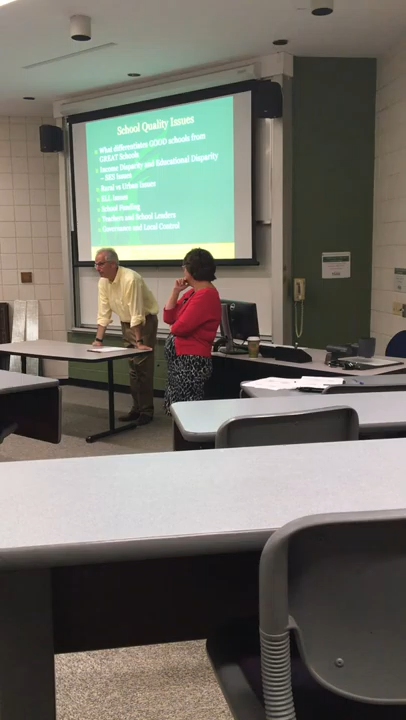 School Quality Issues
What differentiates GOOD schools from
GREAT Schools
Income Disparity and Educational Disparity
– SES Issues
Rural vs Urban Issues
ELL Issues
School Funding
Teachers and School Leaders
Governance and Local Control